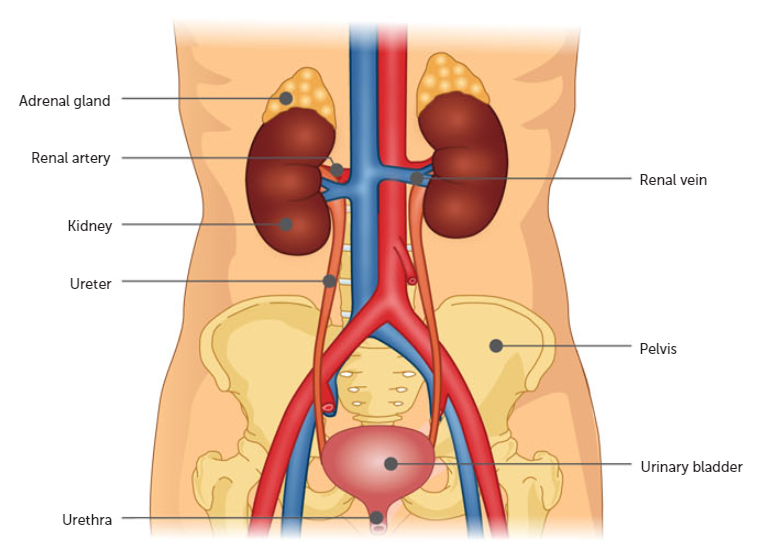 Adrenal gland
Renal artery
Kidney
Ureter
Urethra
Renal vein
Pelvis
Urinary bladder